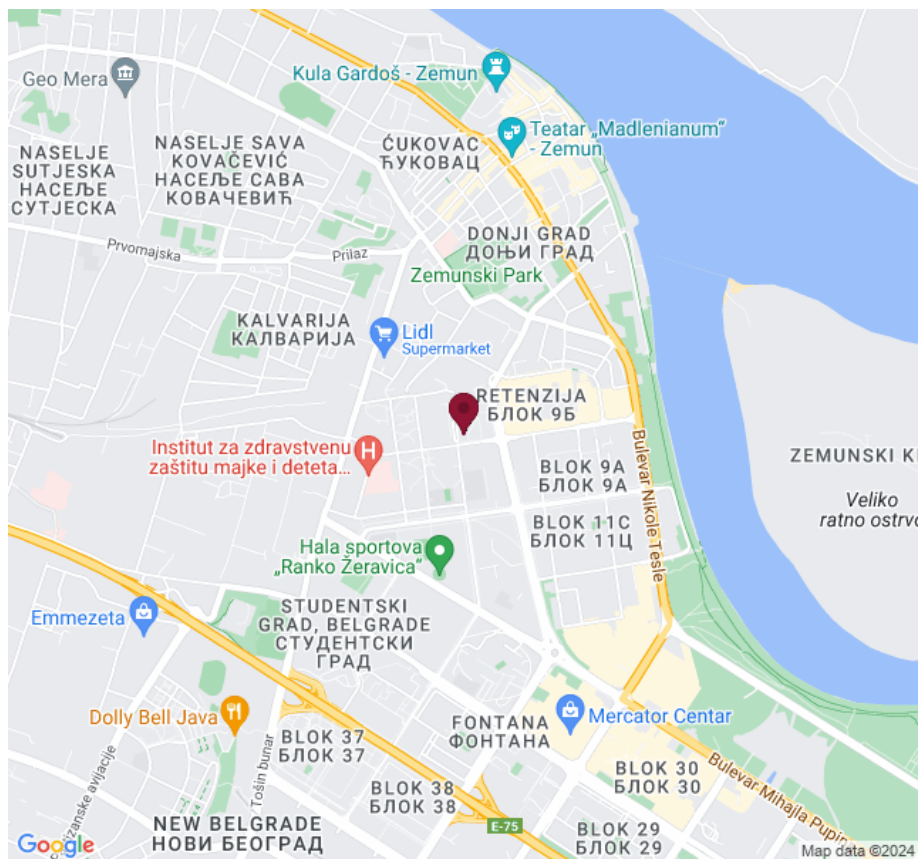 Kula Gardoš - Zemun
Geo Mera
Teatar „Madlenianum“
- Zemun
NASELJE
SUTJESKA
НАСЕЉЕ
СУТЈЕСКА
NASELJE SAVA
KOVAČEVIĆ
НАСЕЉЕ САВА
КОВАЧЕВИЋ
ĆUKOVAC
ЋУКОВАЦ
DONJI GRAD
ДОЊИ ГРАД
Prvomajska
Prilaz
Zemunski Park
KALVARIJA
КАЛВАРИЈА
Lidl
Supermarket
RETENZIJA
БЛОК 9Б
Institut za zdravstvenu
zaštitu majke i deteta...
H
BLOK 9A
БЛОК 9А
Bulevar Nikole Tesle
ZEMUNSKI
Veliko
ratno
BLOK 11C
БЛОК 11Ц
Hala sportova
„Ranko Žeravica“
STUDENTSKI
GRAD, BELGRADE
СТУДЕНТСКИ
ГРАД
Emmezeta
Dolly Bell Java
BLOK 37
БЛОК 37
FONTANA
ФОНТАНА
Mercator Centar
Tošin bunar
avijacije
BLOK 38
БЛОК 38
BLOK 30
БЛОК 30
Bulevar Mihajla
NEW BELGRADE
НОВИ БЕОГРАД
E-75
BLOK 29
БЛОК 29
Google
Map data ©2024